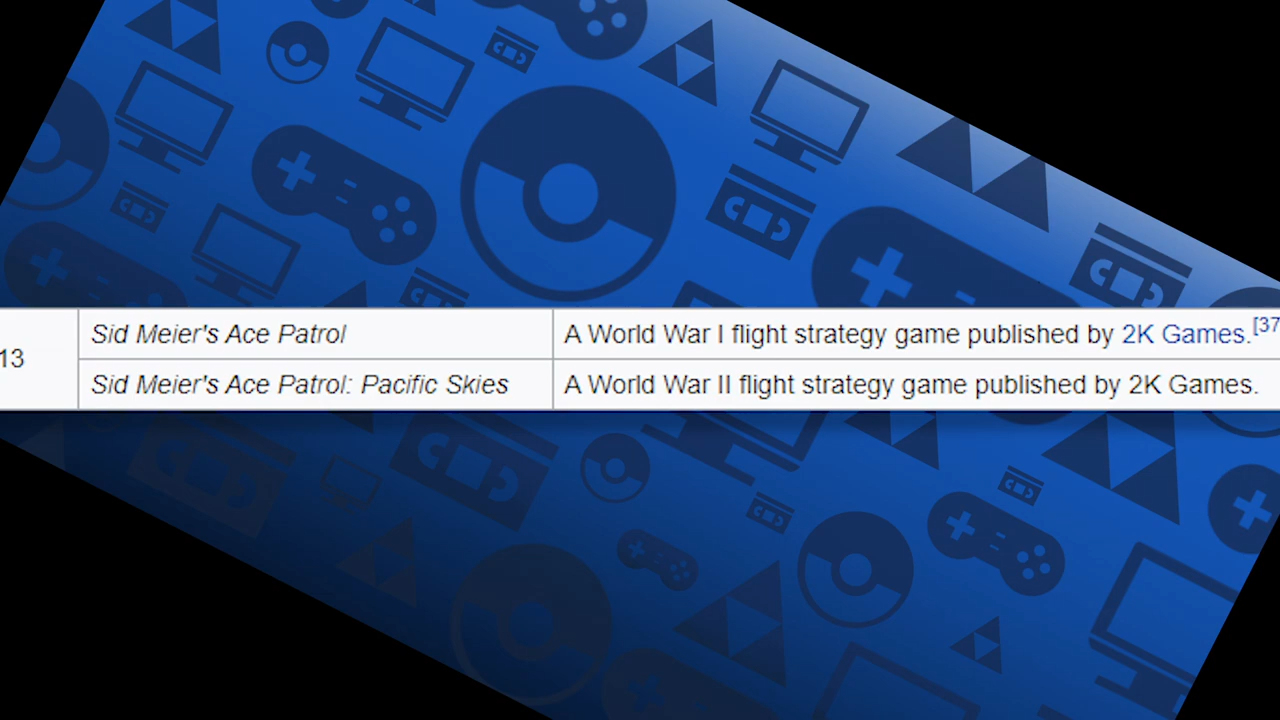 13
Sid Meier's Ace Patrol
A World War I flight strategy game published by 2K Games.[37
Sid Meier's Ace Patrol: Pacific Skies
A World War II flight strategy game published by 2K Games.